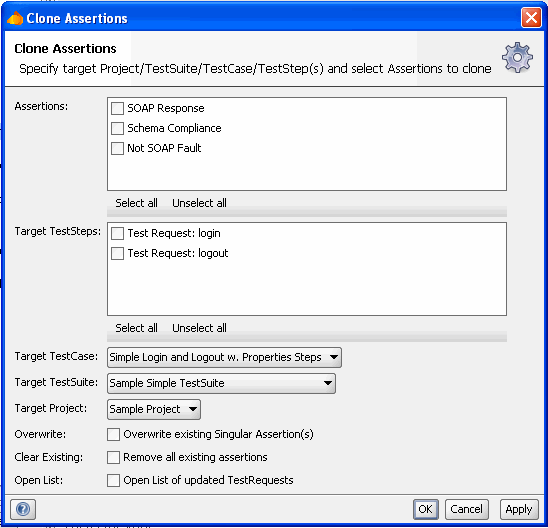 Clone Assertions
Clone Assertions
Specify target Project/TestSuite/TestCase/TestStep(s) and select Assertions to clone
Assertions:
SOAP Response
Schema Compliance
Not SOAP Fault
Select all Unselect all
Target TestSteps:
Test Request: login
Test Request: logout
Select all Unselect all
Target TestCase: Simple Login and Logout w. Properties Steps
Target TestSuite: Sample Simple TestSuite
Target Project: Sample Project
Overwrite: Overwrite existing Singular Assertion(s)
Clear Existing: Remove all existing assertions
Open List: Open List of updated TestRequests
? OK Cancel Apply